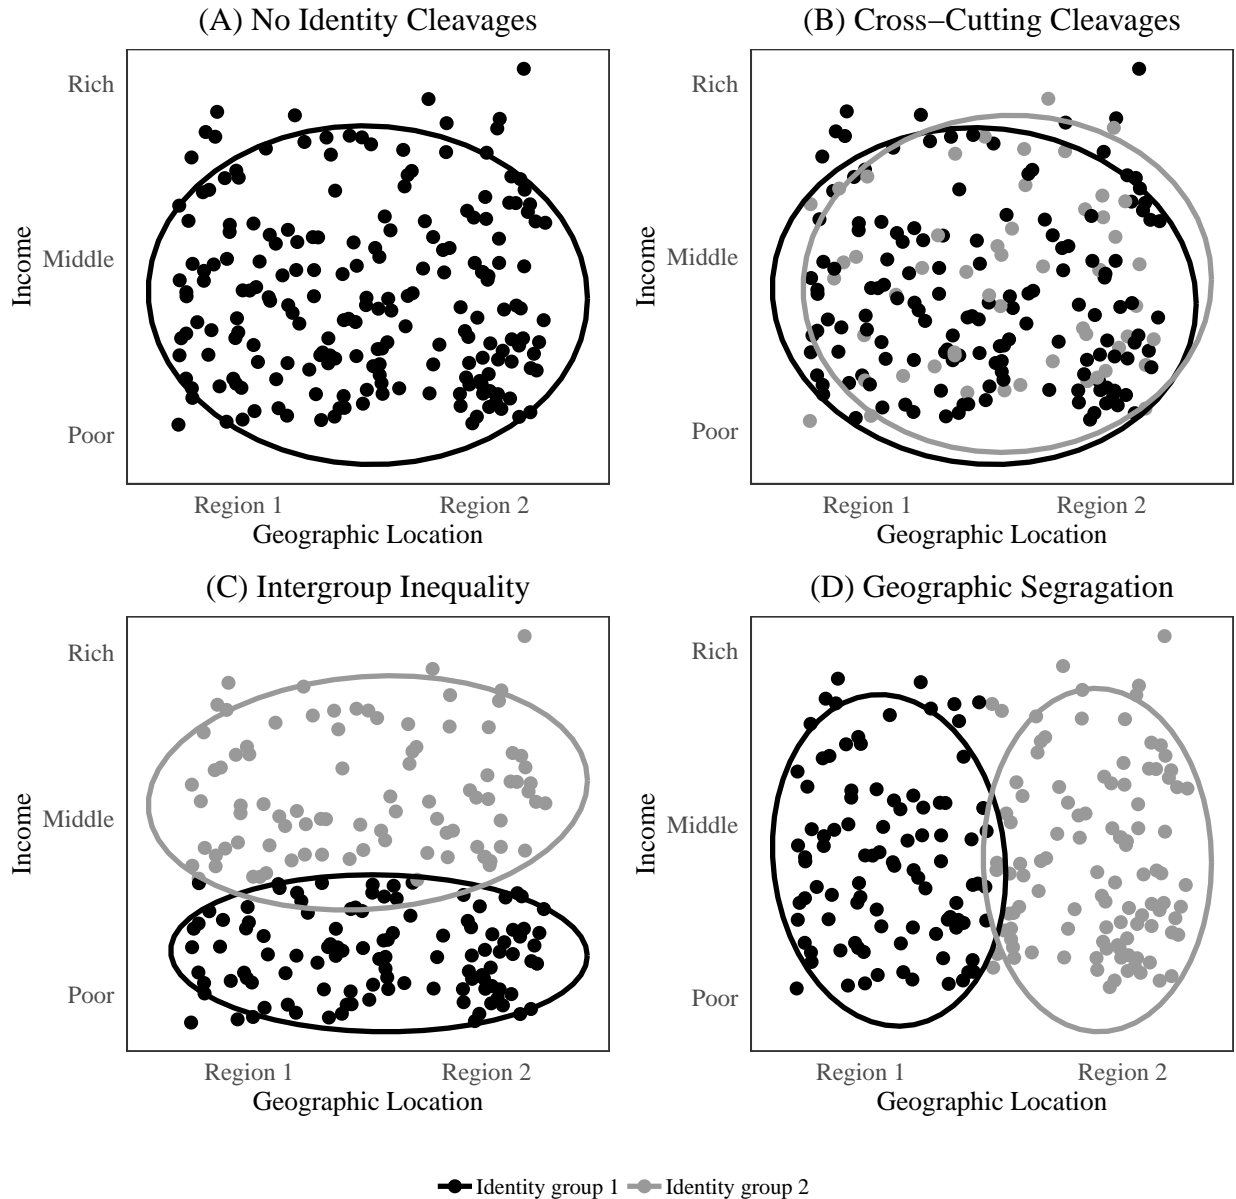 (A) No Identity Cleavages
Rich
Middle
Poor
Income
Region 1
Region 2
Geographic Location
(B) Cross−Cutting Cleavages
Rich
Middle
Poor
Income
Region 1
Region 2
Geographic Location
(C) Intergroup Inequality
Rich
Middle
Poor
Income
Region 1
Region 2
Geographic Location
(D) Geographic Segragation
Rich
Middle
Poor
Income
Region 1
Region 2
Geographic Location
Identity group 1
Identity group 2